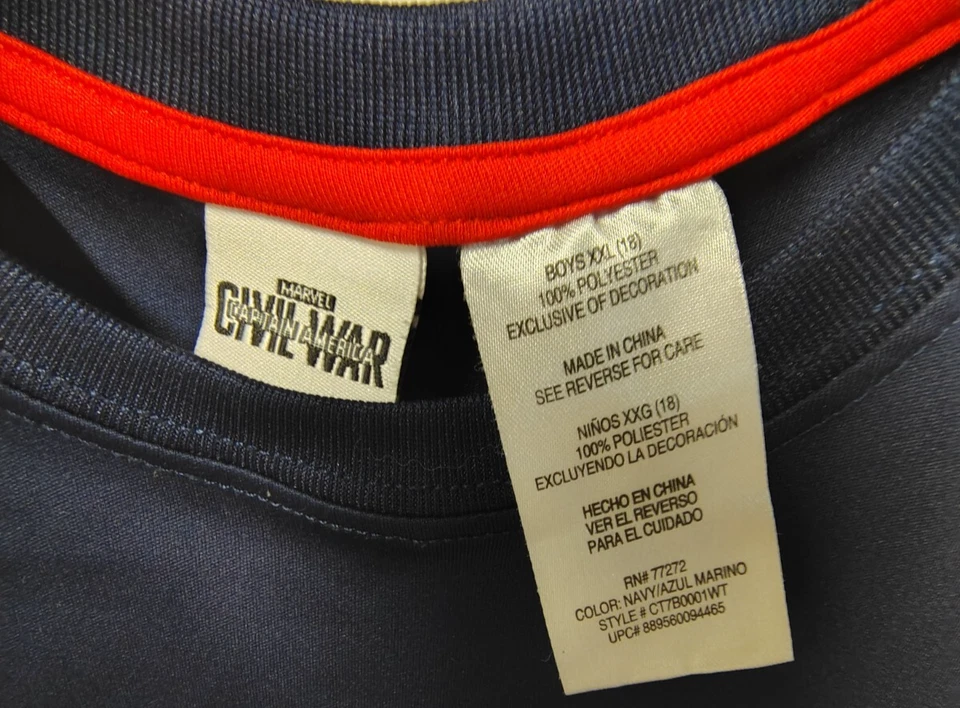 MARVEL
CAPTAIN AMERICA
CIVIL WAR
BOYS XXL (18)
100% POLYESTER
EXCLUSIVE OF DECORATION
MADE IN CHINA
SEE REVERSE FOR CARE
NIÑOS XXG (18)
100% POLIESTER
EXCLUYENDO LA DECORACIÓN
HECHO EN CHINA
VER EL REVERSO
PARA EL CUIDADO
RN# 77272
COLOR: NAVY/AZUL MARINO
STYLE # CT7B0001WT
UPC# 889560094465